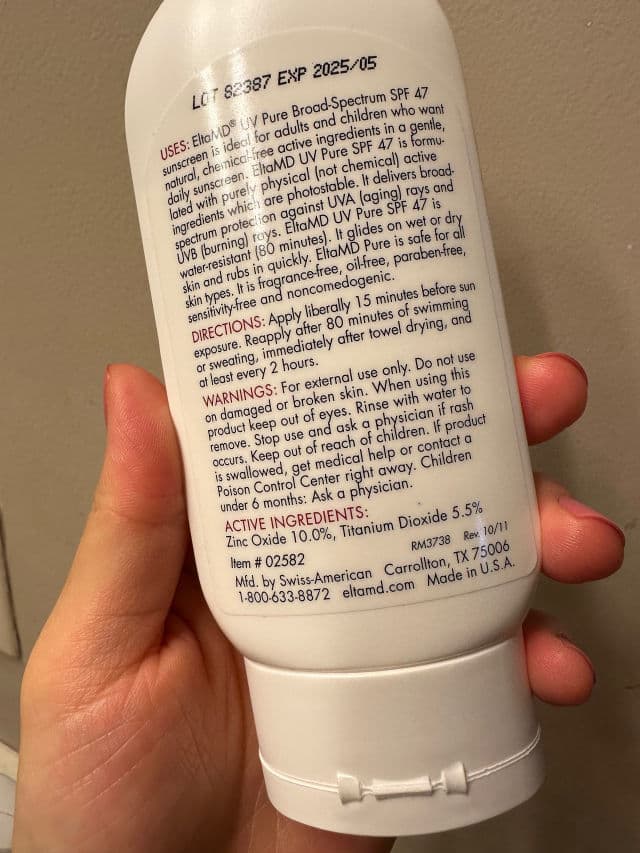 LOT 82387 EXP 2025/05
USES: EltaMD® UV Pure Broad-Spectrum SPF 47
sunscreen is ideal for adults and children who want
natural, chemical-free active ingredients in a gentle,
daily sunscreen. EltaMD UV Pure SPF 47 is formu-
lated with purely physical (not chemical) active
ingredients which are photostable. It delivers broad-
spectrum protection against UVA (aging) rays and
UVB (burning) rays. EltaMD UV Pure SPF 47 is
water-resistant (80 minutes). It glides on wet or dry
skin and rubs in quickly. EltaMD Pure is safe for all
skin types. It is fragrance-free, oil-free, paraben-free,
sensitivity-free and noncomedogenic.
DIRECTIONS: Apply liberally 15 minutes before sun
exposure. Reapply after 80 minutes of swimming
or sweating, immediately after towel drying, and
at least every 2 hours.
WARNINGS: For external use only. Do not use
on damaged or broken skin. When using this
product keep out of eyes. Rinse with water to
remove. Stop use and ask a physician if rash
occurs. Keep out of reach of children. If product
is swallowed, get medical help or contact a
Poison Control Center right away. Children
under 6 months: Ask a physician.
ACTIVE INGREDIENTS:
Zinc Oxide 10.0%, Titanium Dioxide 5.5%
Item # 02582 RM3738 Rev. 10/11
Mfd. by Swiss-American Carrollton, TX 75006
1-800-633-8872 eltamd.com Made in U.S.A.